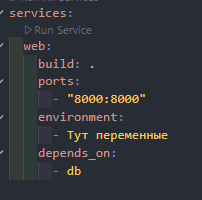 services:
Run Service
web:
build: .
ports:
- "8000:8000"
environment:
- Тут переменные
depends_on:
- db